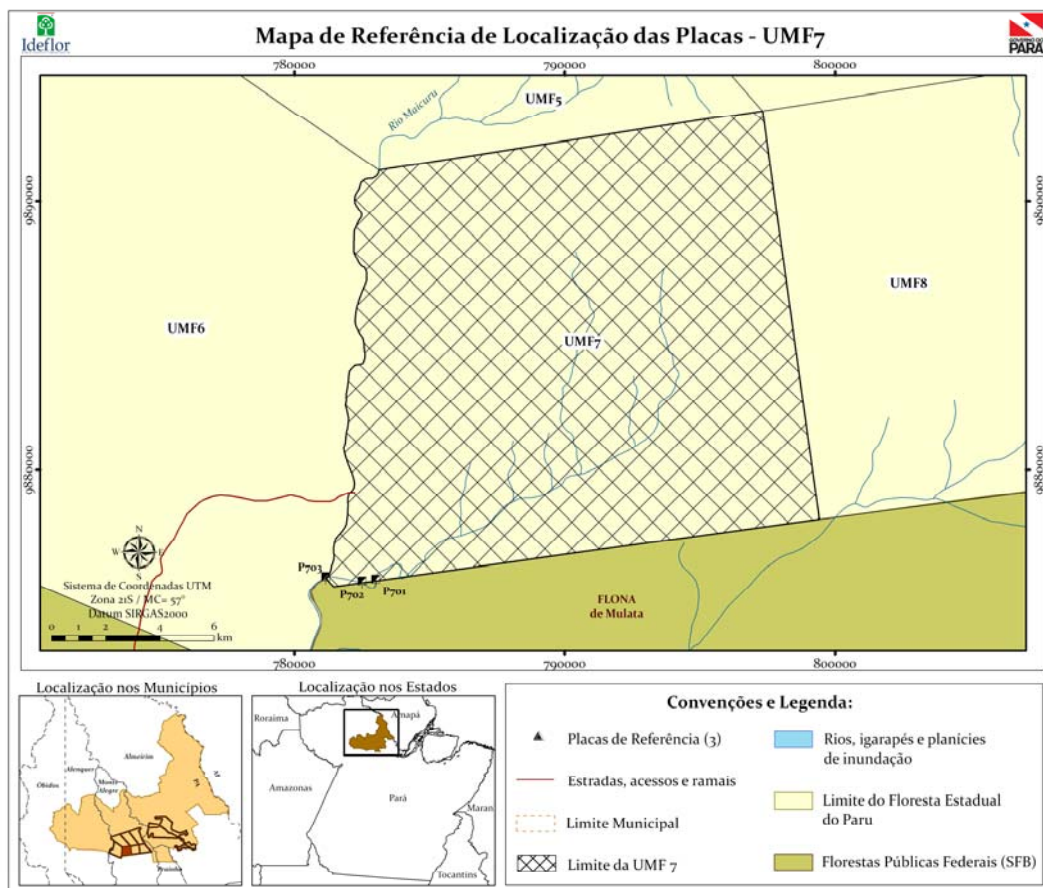 Ideflor
Mapa de Referência de Localização das Placas - UMF7
GOVERNO DO
PARÁ
780000
790000
800000
UMF5
Rio Maicuru
9890000
9890000
UMF8
UMF6
UMF7
9880000
9880000
N
W
E
S
P703
P702
P701
Sistema de Coordenadas UTM
Zona 21S / MC= 57°
Datum SIRGAS2000
0 1 2 4 6
km
FLONA
de Mulata
780000
790000
800000
Localização nos Municípios
Almeirim
Alenquer
Monte
Alegre
Óbidos
Prainha
Localização nos Estados
Roraima
Amapá
Amazonas
Pará
Maran
Tocantins
Convenções e Legenda:
Placas de Referência (3)
Estradas, acessos e ramais
Limite Municipal
Limite da UMF 7
Rios, igarapés e planícies
de inundação
Limite do Floresta Estadual
do Paru
Florestas Públicas Federais (SFB)